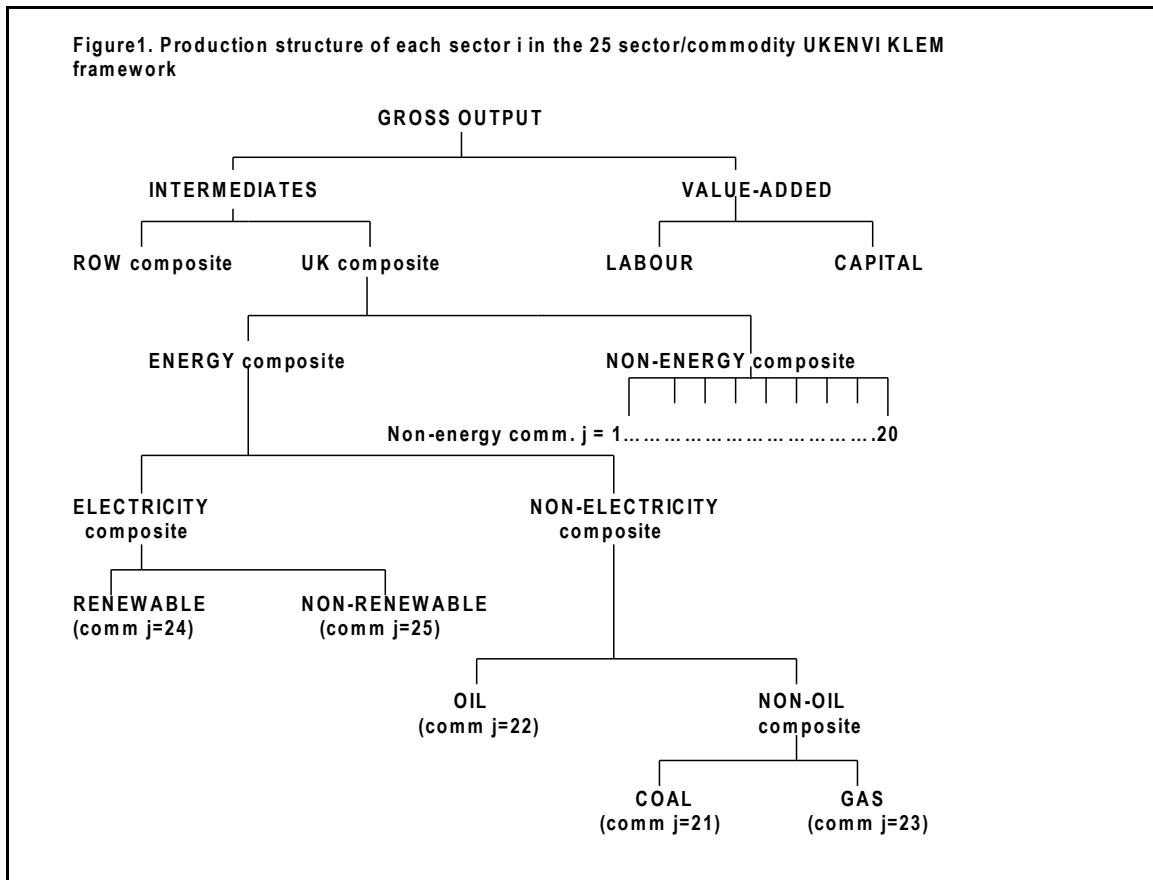 Figure1. Production structure of each sector i in the 25 sector/commodity UKENVI KLEM
framework
GROSS OUTPUT
INTERMEDIATES VALUE-ADDED
ROW composite UK composite LABOUR CAPITAL
ENERGY composite NON-ENERGY composite
Non-energy comm. j = 1……………………………….20
ELECTRICITY NON-ELECTRICITY
composite composite
RENEWABLE NON-RENEWABLE
(comm j=24) (comm j=25)
OIL NON-OIL
(comm j=22) composite
COAL GAS
(comm j=21) (comm j=23)